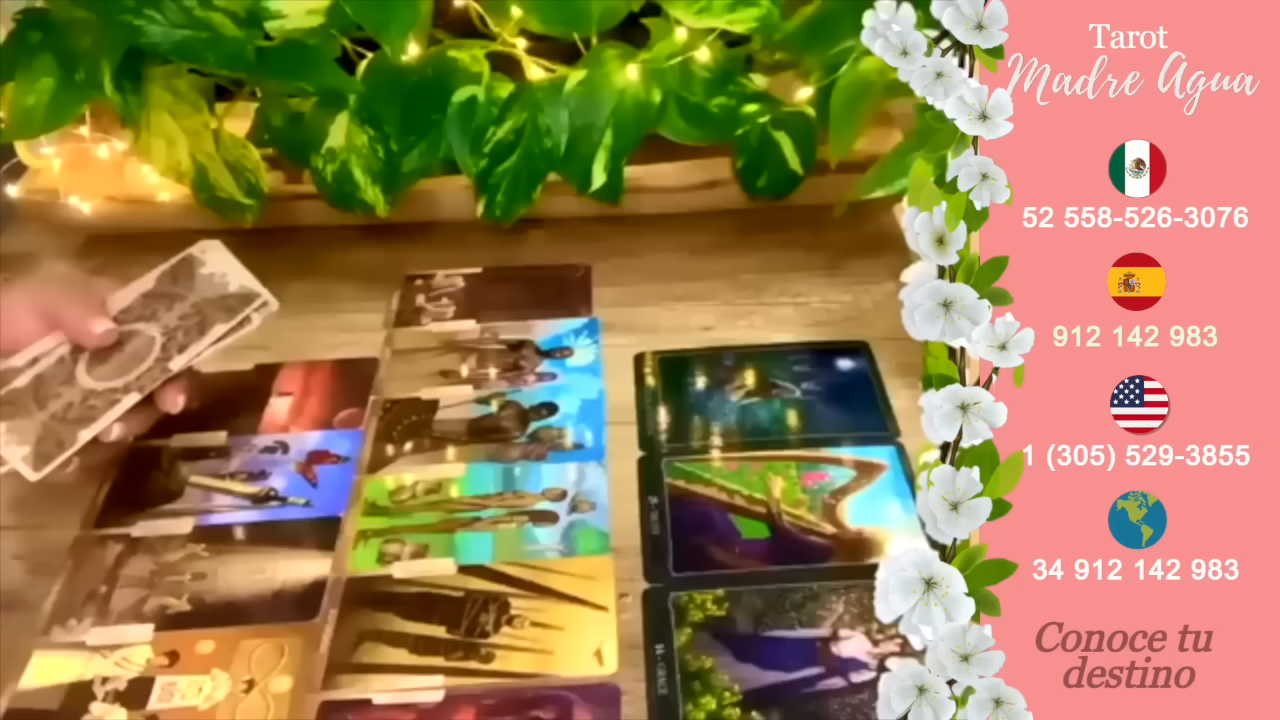 Tarot
Madre Agua
52 558-526-3076
912 142 983
1 (305) 529-3855
34 912 142 983
Conoce tu
destino